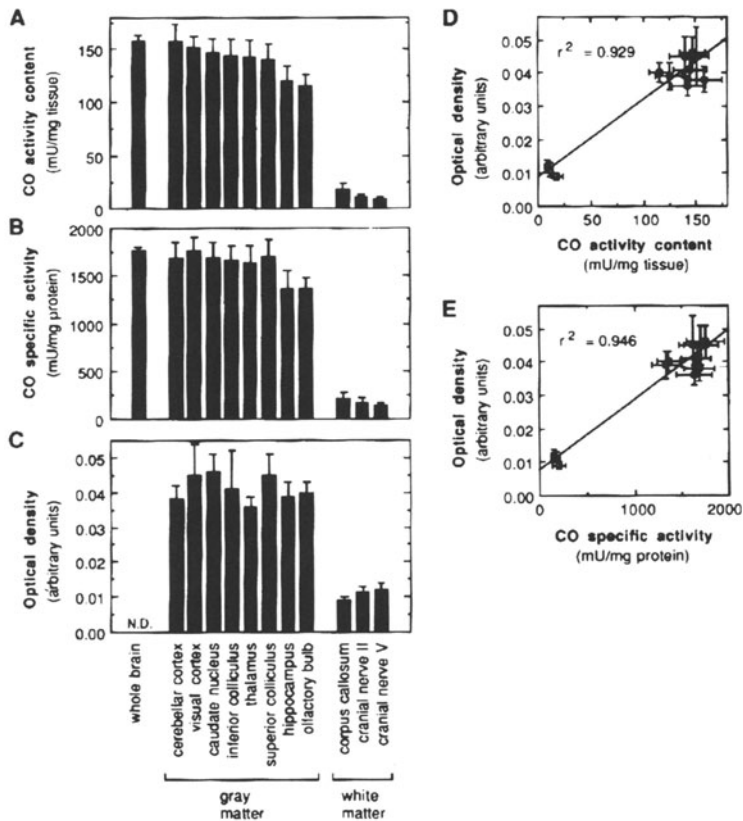 A
CO activity content
(mU/mg tissue)
150
100
50
0
B
CO specific activity
(mU/mg protein)
2000
1500
1000
500
0
C
Optical density
(arbitrary units)
0.05
0.04
0.03
0.02
0.01
0.00
N.D.
whole brain
cerebellar cortex
visual cortex
caudate nucleus
inferior colliculus
thalamus
superior colliculus
hippocampus
olfactory bulb
corpus callosum
cranial nerve II
cranial nerve V
gray
matter
white
matter
D
Optical density
(arbitrary units)
0.05
0.04
0.03
0.02
0.01
0.00
r² = 0.929
0 50 100 150
CO activity content
(mU/mg tissue)
E
Optical density
(arbitrary units)
0.05
0.04
0.03
0.02
0.01
0.00
r² = 0.946
0 1000 2000
CO specific activity
(mU/mg protein)